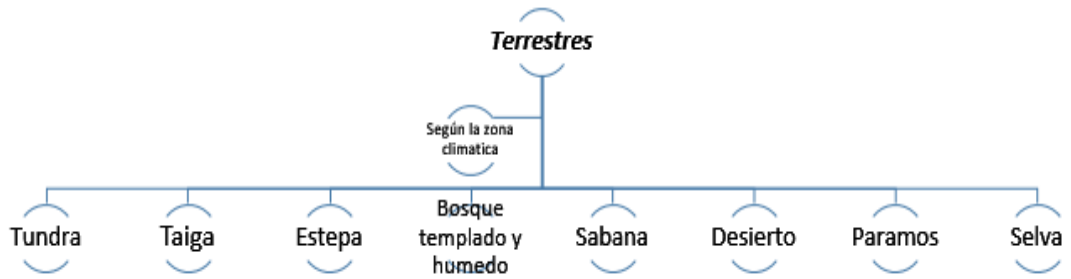 Terrestres
Según la zona
climatica
Tundra
Taiga
Estepa
Bosque
templado y
humedo
Sabana
Desierto
Paramos
Selva